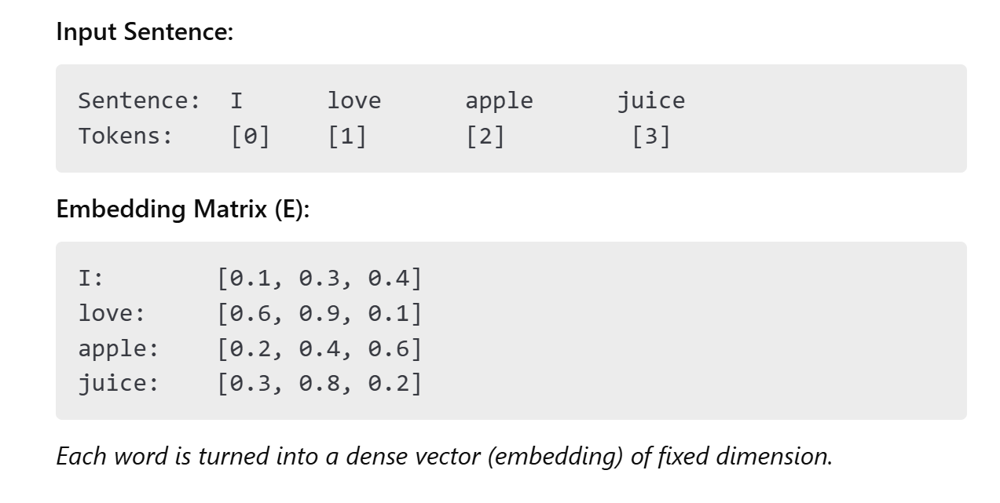 Input Sentence:
Sentence: I love apple juice
Tokens: [0] [1] [2] [3]
Embedding Matrix (E):
I: [0.1, 0.3, 0.4]
love: [0.6, 0.9, 0.1]
apple: [0.2, 0.4, 0.6]
juice: [0.3, 0.8, 0.2]
Each word is turned into a dense vector (embedding) of fixed dimension.